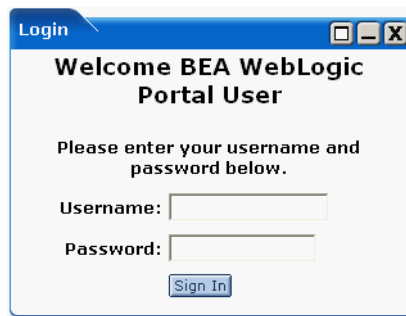 Login
Welcome BEA WebLogic
Portal User
Please enter your username and
password below.
Username:
Password:
Sign In